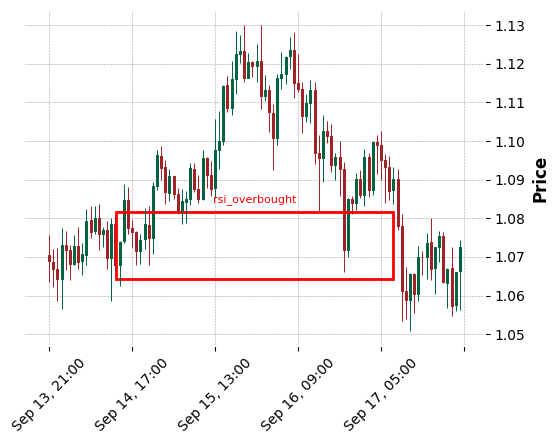 1.13
1.12
1.11
1.10
1.09
1.08
1.07
1.06
1.05
Price
rsi_overbought
Sep 13, 21:00
Sep 14, 17:00
Sep 15, 13:00
Sep 16, 09:00
Sep 17, 05:00